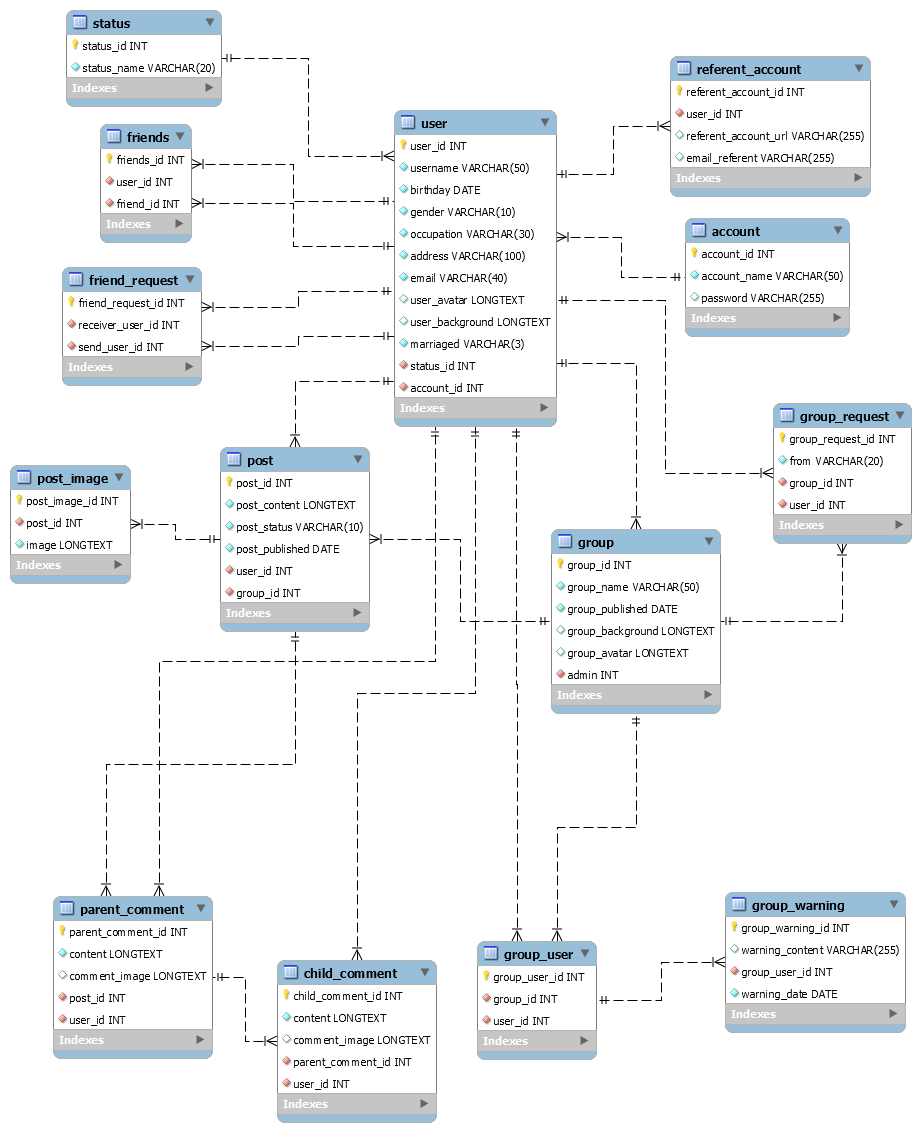 status
status_id INT
status_name VARCHAR(20)
Indexes
friends
friends_id INT
user_id INT
friend_id INT
Indexes
friend_request
friend_request_id INT
receiver_user_id INT
send_user_id INT
Indexes
user
user_id INT
username VARCHAR(50)
birthday DATE
gender VARCHAR(10)
occupation VARCHAR(30)
address VARCHAR(100)
email VARCHAR(40)
user_avatar LONGTEXT
user_background LONGTEXT
marriaged VARCHAR(3)
status_id INT
account_id INT
Indexes
referent_account
referent_account_id INT
user_id INT
referent_account_url VARCHAR(255)
email_referent VARCHAR(255)
Indexes
account
account_id INT
account_name VARCHAR(50)
password VARCHAR(255)
Indexes
group_request
group_request_id INT
from VARCHAR(20)
group_id INT
user_id INT
Indexes
post_image
post_image_id INT
post_id INT
image LONGTEXT
Indexes
post
post_id INT
post_content LONGTEXT
post_status VARCHAR(10)
post_published DATE
user_id INT
group_id INT
Indexes
group
group_id INT
group_name VARCHAR(50)
group_published DATE
group_background LONGTEXT
group_avatar LONGTEXT
admin INT
Indexes
parent_comment
parent_comment_id INT
content LONGTEXT
comment_image LONGTEXT
post_id INT
user_id INT
Indexes
child_comment
child_comment_id INT
content LONGTEXT
comment_image LONGTEXT
parent_comment_id INT
user_id INT
Indexes
group_user
group_user_id INT
group_id INT
user_id INT
Indexes
group_warning
group_warning_id INT
warning_content VARCHAR(255)
group_user_id INT
warning_date DATE
Indexes